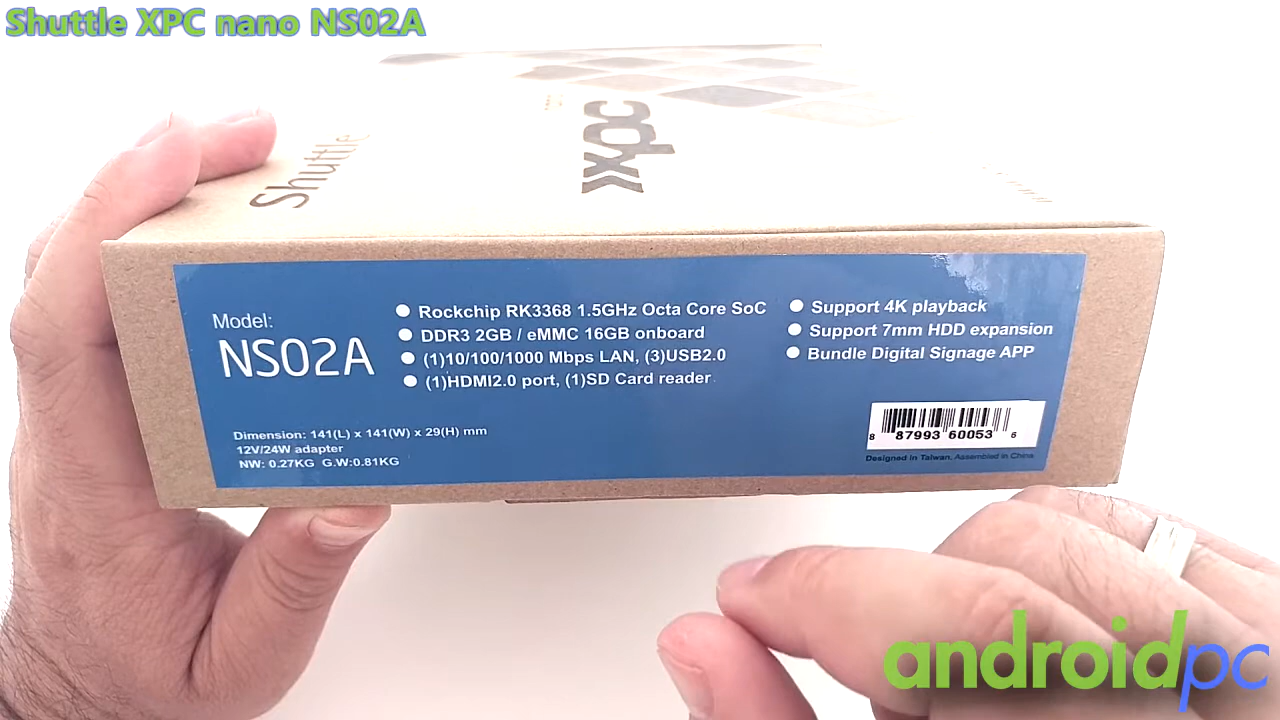 Shuttle XPC nano NS02A
Shuttle
xpc
Model:
NS02A
● Rockchip RK3368 1.5GHz Octa Core SoC
● DDR3 2GB / eMMC 16GB onboard
● (1)10/100/1000 Mbps LAN, (3)USB2.0
● (1)HDMI2.0 port, (1)SD Card reader
● Support 4K playback
● Support 7mm HDD expansion
● Bundle Digital Signage APP
Dimension: 141(L) x 141(W) x 29(H) mm
12V/24W adapter
NW: 0.27KG G.W:0.81KG
8 87993 60053 6
Designed in Taiwan, Assembled in China
androidpc